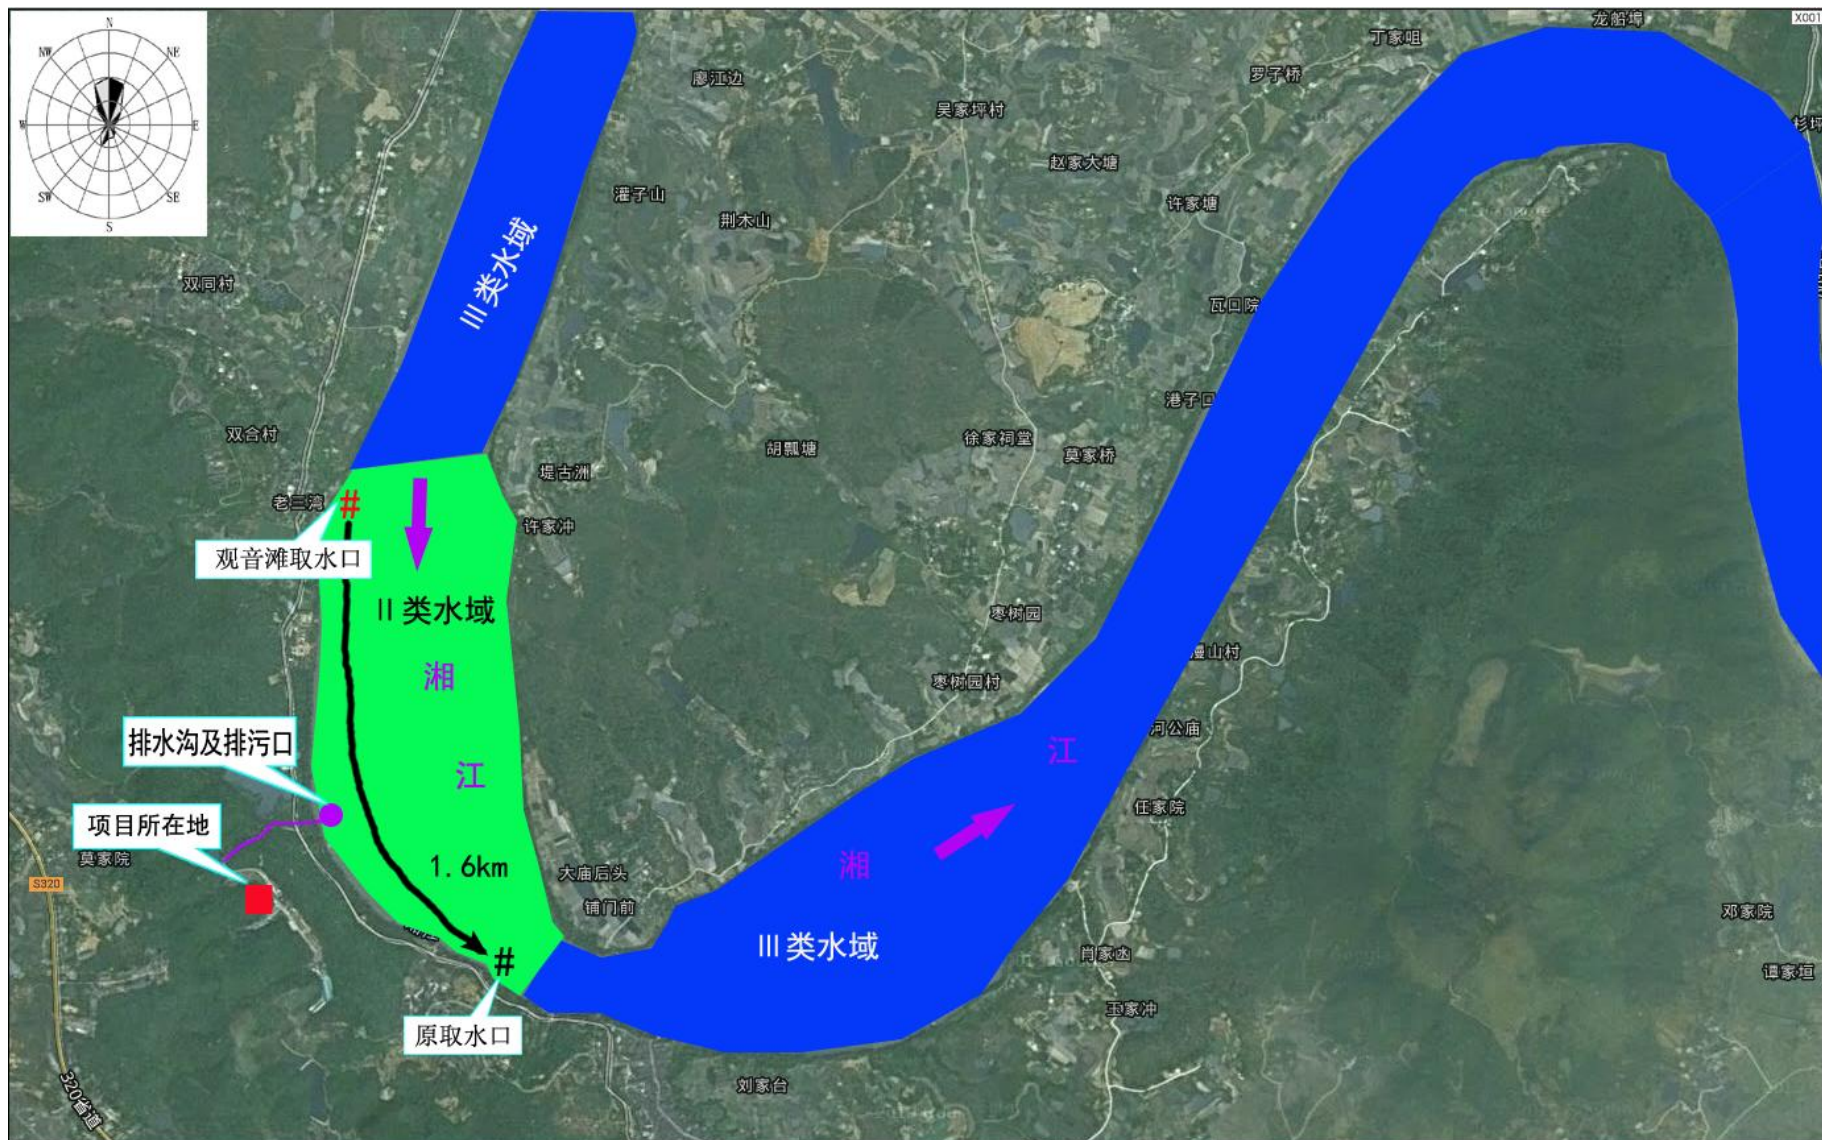 N
NW
NE
W
E
SW
SE
S
龙船埠
X001
丁家咀
罗子桥
廖江边
吴家坪村
杉坪
赵家大塘
灌子山
荆木山
许家塘
III类水域
双同村
瓦口院
港子口
双合村
胡瓢塘
徐家祠堂
莫家桥
堤古洲
老三湾
#
许家冲
观音滩取水口
II类水域
枣树园
湘
江
枣树园村
排水沟及排污口
河公庙
江
任家院
项目所在地
莫家院
1.6km
大庙后头
湘
S320
铺门前
邓家院
III类水域
肖家凼
#
谭家垣
原取水口
玉家冲
刘家台
320省道